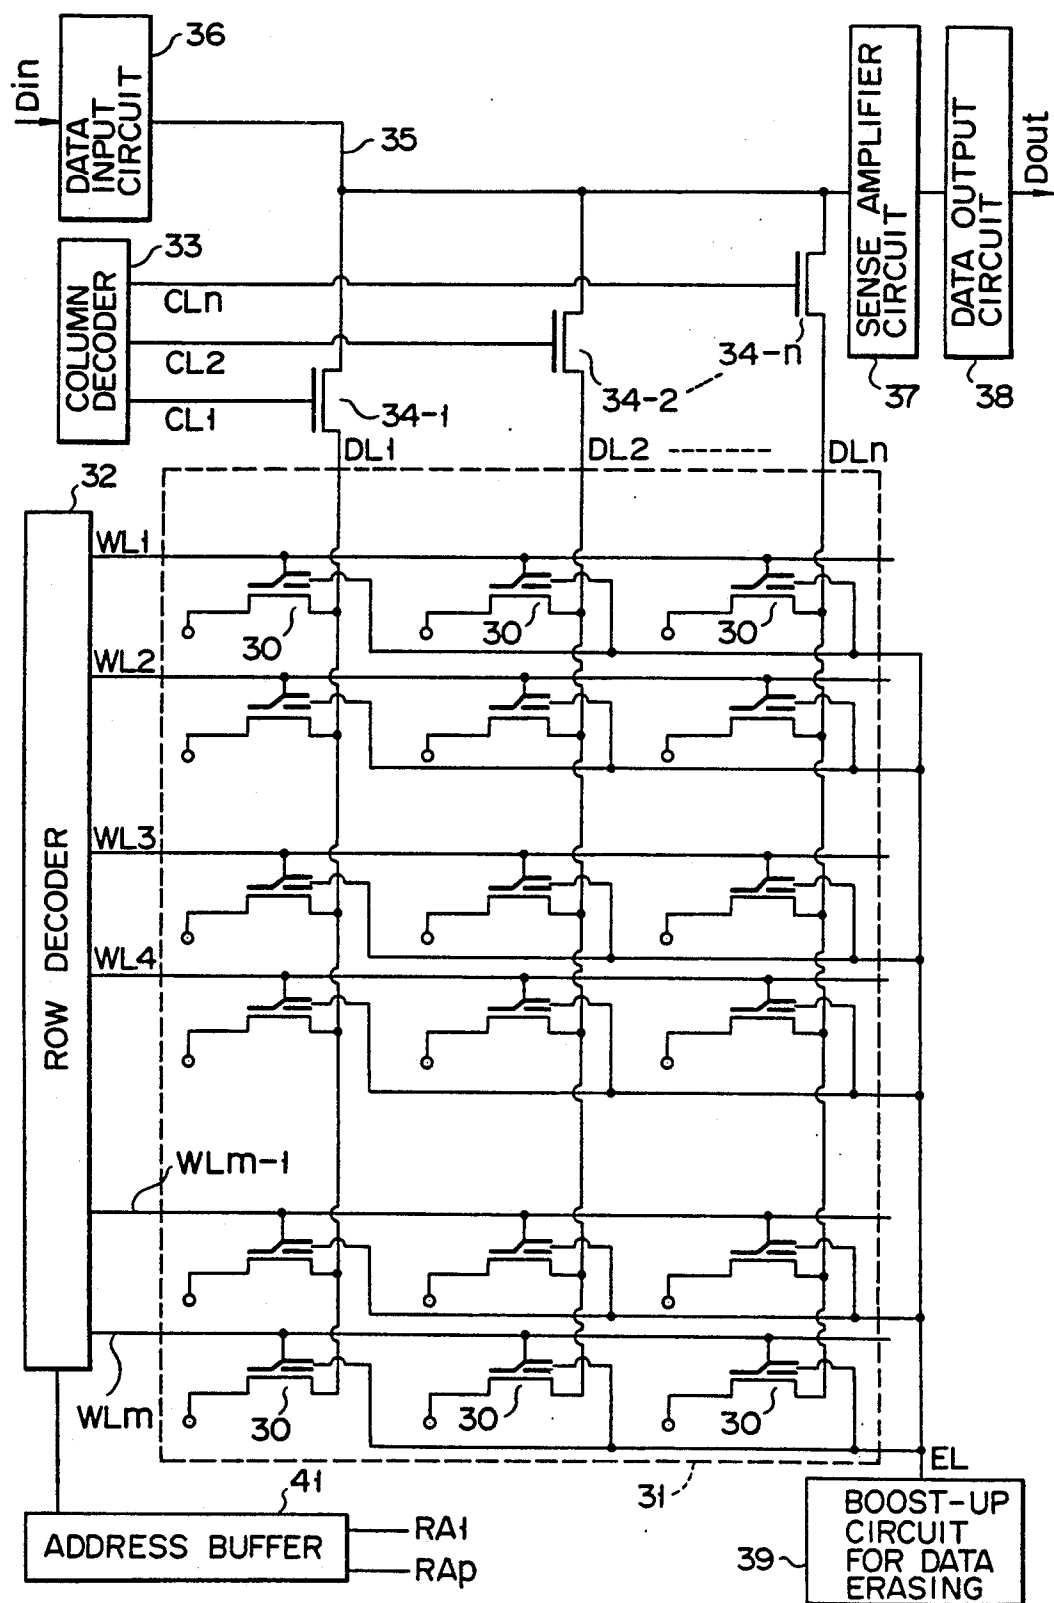 36
Din
DATA
INPUT
CIRCUIT
35
SENSE AMPLIFIER
CIRCUIT
37
DATA OUTPUT
CIRCUIT
38
Dout
33
COLUMN
DECODER
CLn
CL2
CL1
34-1
34-2
34-n
DL1
DL2
DLn
32
ROW DECODER
WL1
30
30
30
WL2
WL3
WL4
WLm-1
WLm
30
30
30
31
EL
41
ADDRESS BUFFER
RA1
RAp
39
BOOST-UP
CIRCUIT
FOR DATA
ERASING